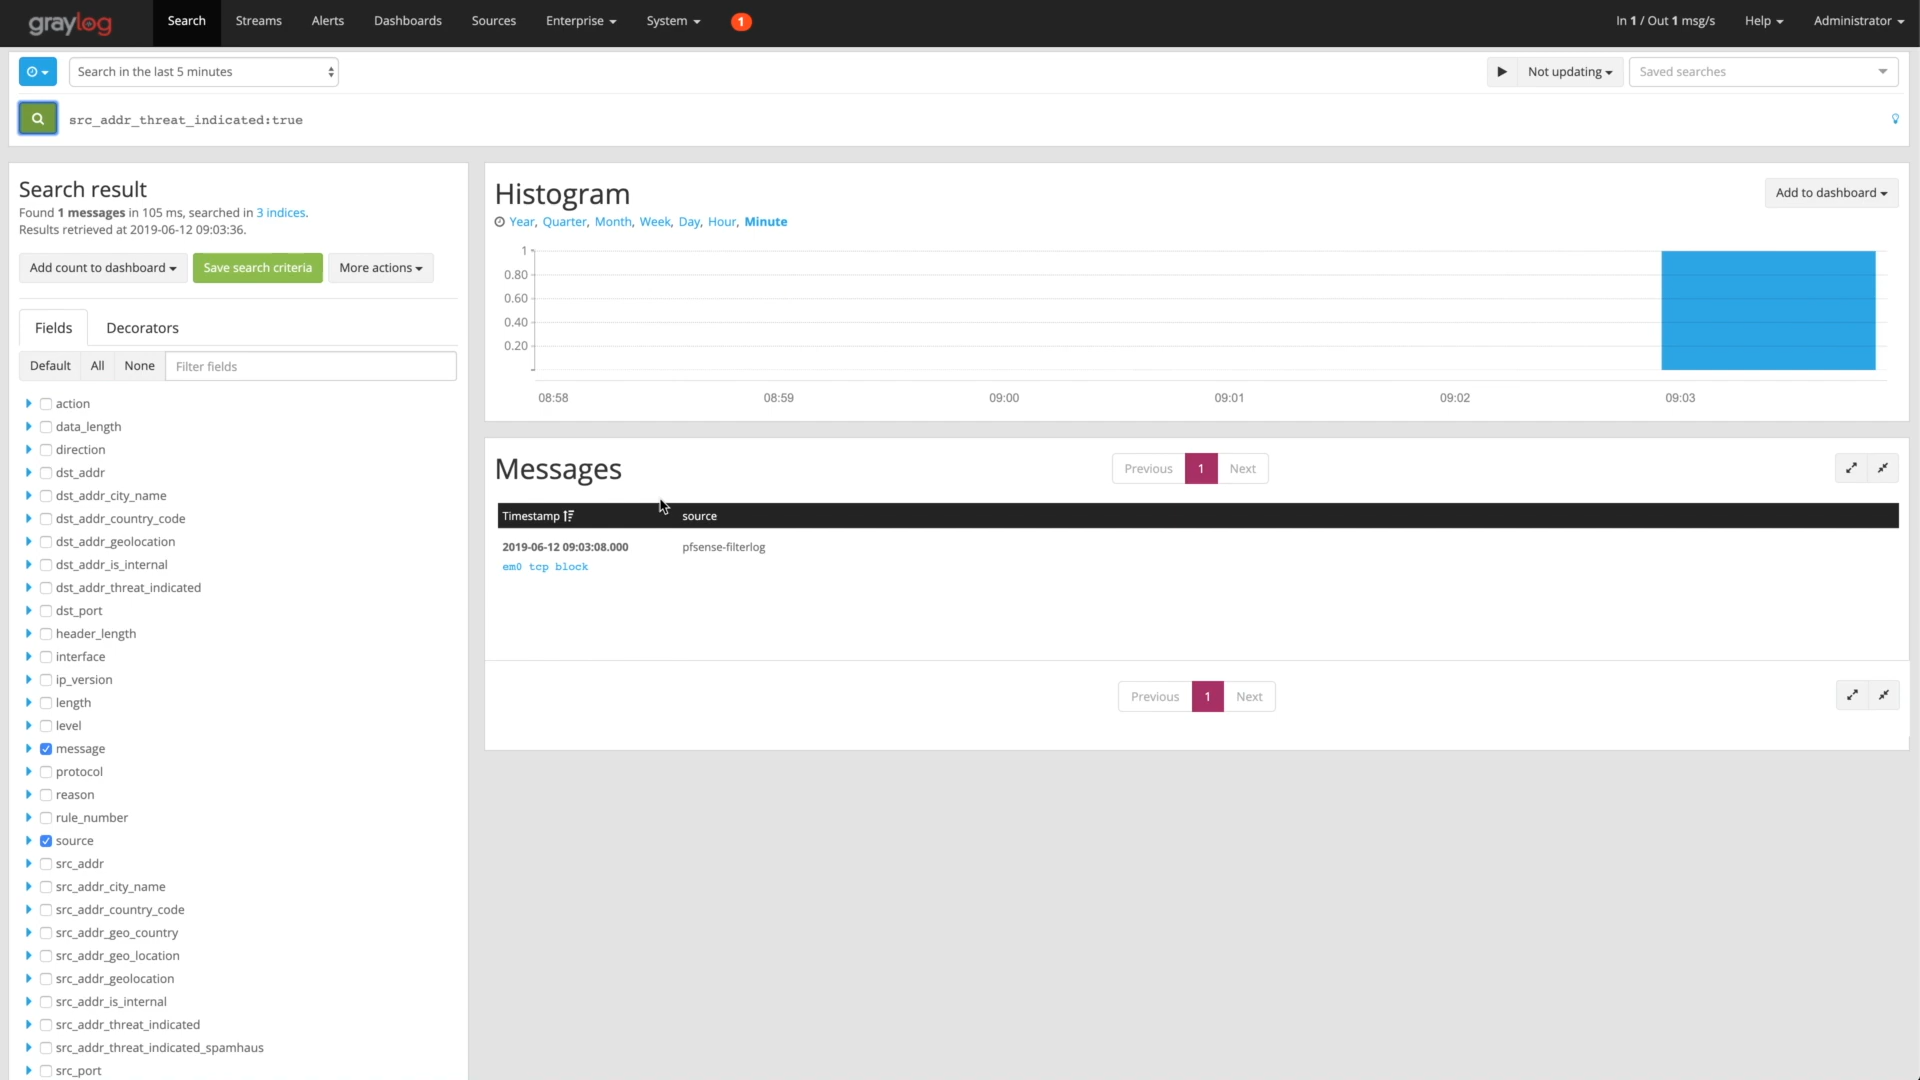 graylog
Search
Streams
Alerts
Dashboards
Sources
Enterprise
System
1
In 1 / Out 1 msg/s
Help
Administrator
Search in the last 5 minutes
Not updating
Saved searches
src_addr_threat_indicated:true
Search result
Found 1 messages in 105 ms, searched in 3 indices.
Results retrieved at 2019-06-12 09:03:36.
Add count to dashboard
Save search criteria
More actions
Fields
Decorators
Default
All
None
Filter fields
action
data_length
direction
dst_addr
dst_addr_city_name
dst_addr_country_code
dst_addr_geolocation
dst_addr_is_internal
dst_addr_threat_indicated
dst_port
header_length
interface
ip_version
length
level
message
protocol
reason
rule_number
source
src_addr
src_addr_city_name
src_addr_country_code
src_addr_geo_country
src_addr_geo_location
src_addr_geolocation
src_addr_is_internal
src_addr_threat_indicated
src_addr_threat_indicated_spamhaus
src_port
Histogram
Add to dashboard
Year, Quarter, Month, Week, Day, Hour, Minute
1
0.80
0.60
0.40
0.20
08:58
08:59
09:00
09:01
09:02
09:03
Messages
Previous
1
Next
Timestamp
source
2019-06-12 09:03:08.000
pfsense-filterlog
em0 tcp block
Previous
1
Next